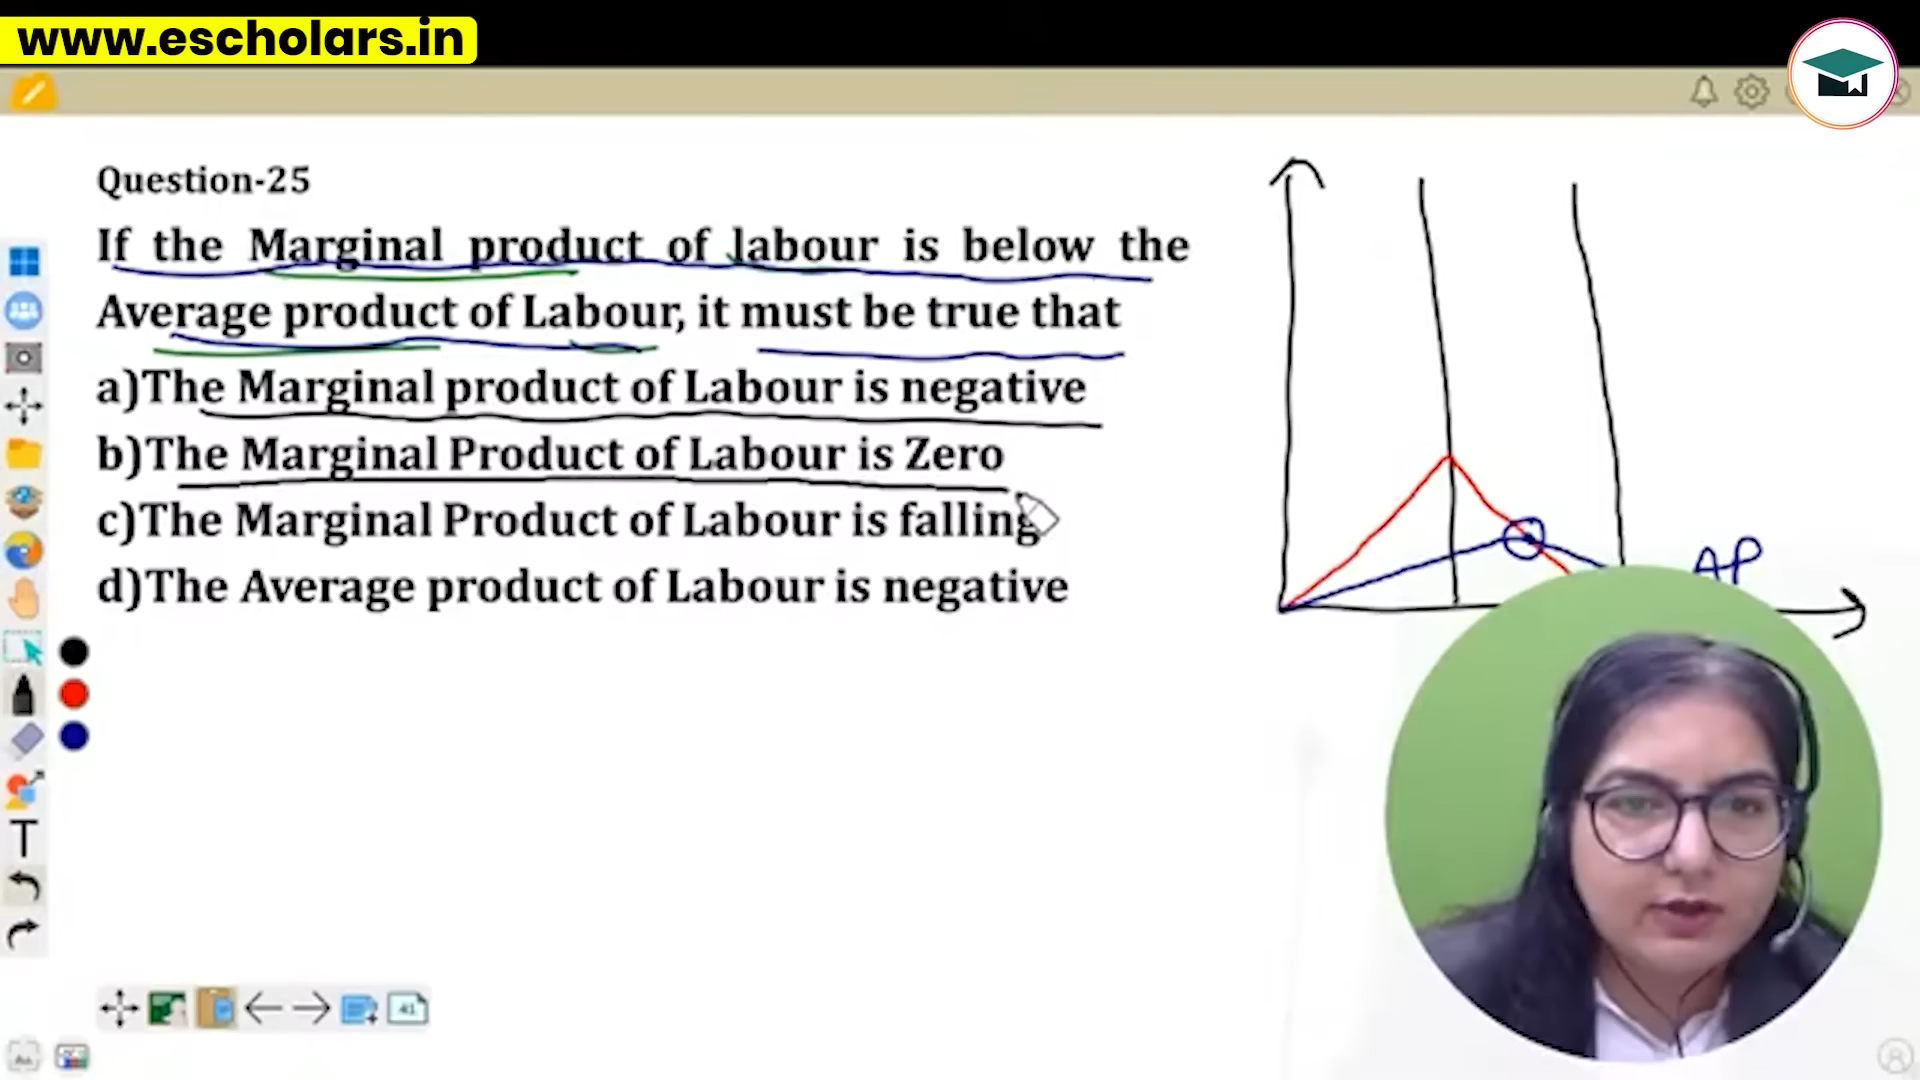 www.escholars.in
Question-25
If the Marginal product of labour is below the
Average product of Labour, it must be true that
a)The Marginal product of Labour is negative
b)The Marginal Product of Labour is Zero
c)The Marginal Product of Labour is falling
d)The Average product of Labour is negative
AP
T
41